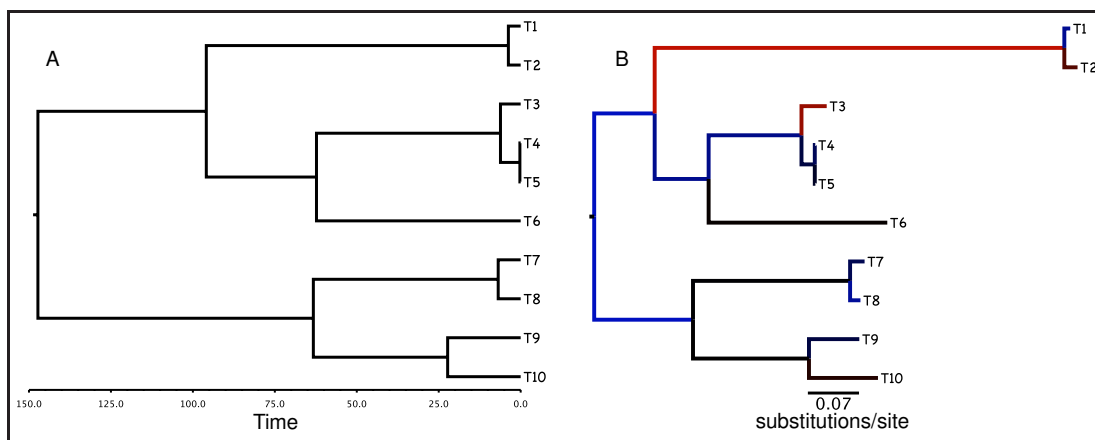 A
T1
T2
T3
T4
T5
T6
T7
T8
T9
T10
150.0 125.0 100.0 75.0 50.0 25.0 0.0
Time
B
T1
T2
T3
T4
T5
T6
T7
T8
T9
T10
0.07
substitutions/site